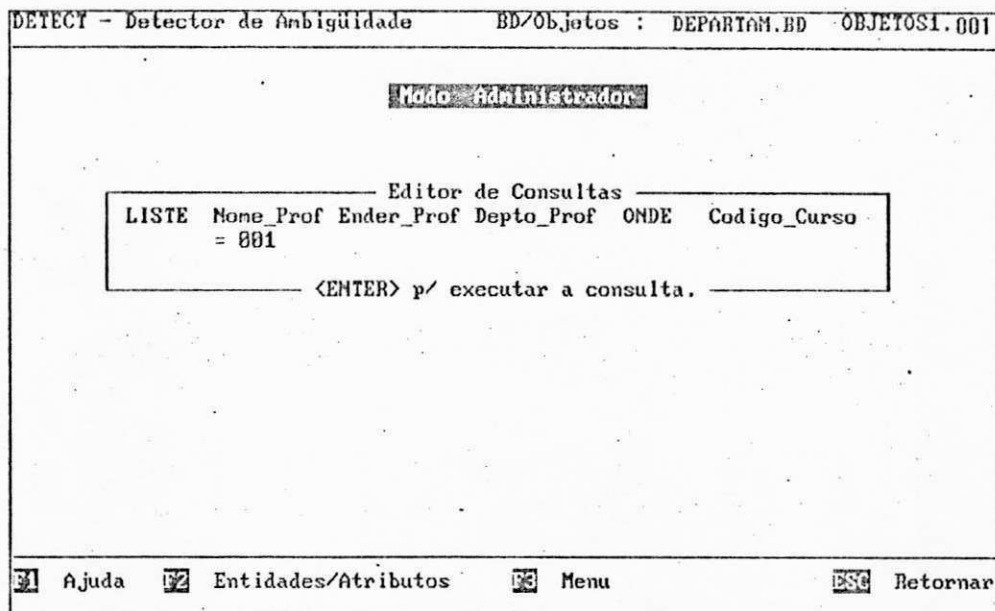 DETECT - Detector de Ambigüidade BD/Objetos : DEPARTAM.BD OBJETOS1.001
Modo Administrador
Editor de Consultas
LISTE Nome_Prof Ender_Prof Depto_Prof ONDE Codigo_Curso
= 001
<ENTER> p/ executar a consulta.
F1 Ajuda F2 Entidades/Atributos F3 Menu ESC Retornar